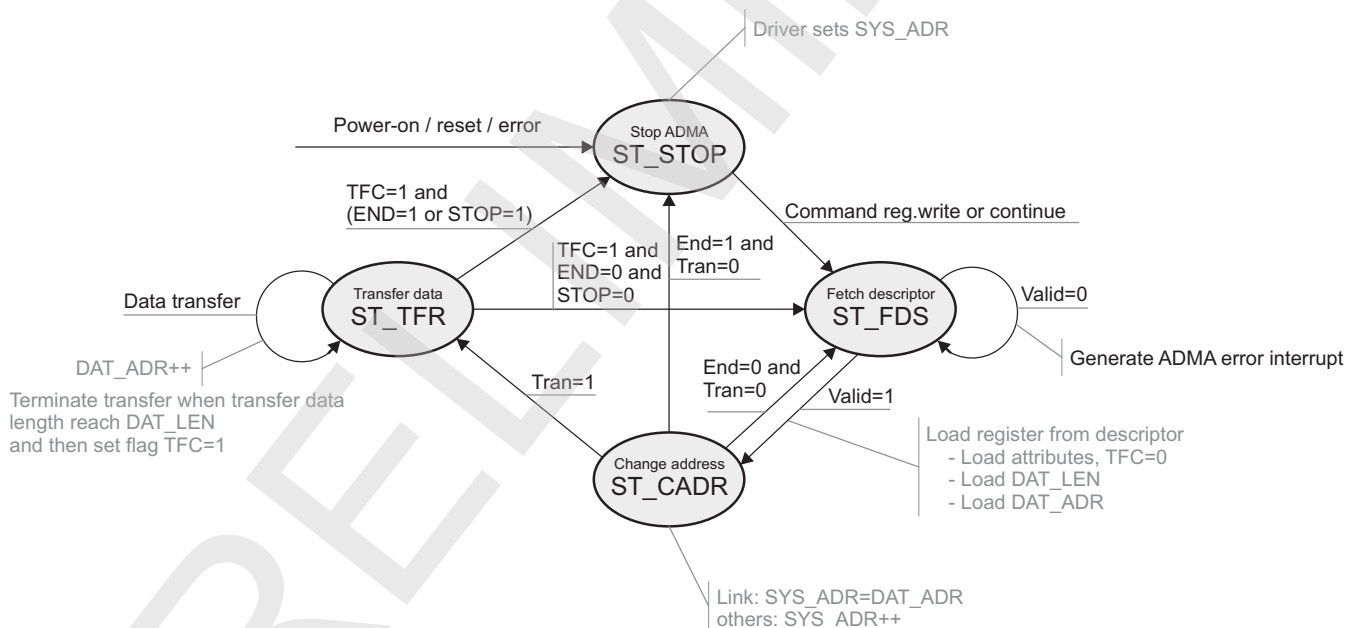 Driver sets SYS_ADR
Power-on / reset / error
Stop ADMA
ST_STOP
TFC=1 and
(END=1 or STOP=1)
Command reg.write or continue
TFC=1 and
END=0 and
STOP=0
End=1 and
Tran=0
Data transfer
Transfer data
ST_TFR
Fetch descriptor
ST_FDS
Valid=0
DAT_ADR++
Generate ADMA error interrupt
Terminate transfer when transfer data
length reach DAT_LEN
and then set flag TFC=1
Tran=1
End=0 and
Tran=0
Valid=1
Load register from descriptor
- Load attributes, TFC=0
- Load DAT_LEN
- Load DAT_ADR
Change address
ST_CADR
Link: SYS_ADR=DAT_ADR
others: SYS_ADR++